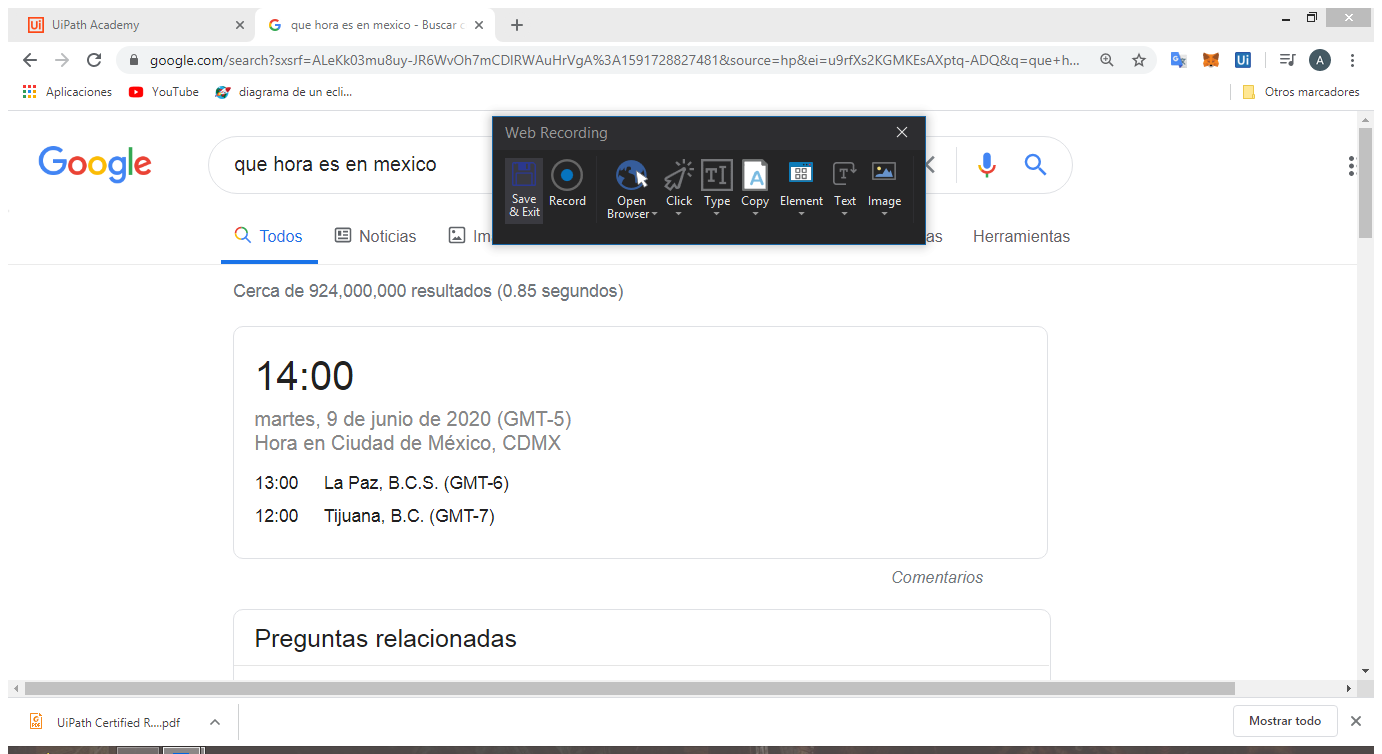 UiPath Academy
que hora es en mexico - Buscar c
google.com/search?sxsrf=ALeKk03mu8uy-JR6WvOh7mCDlRWAuHrVgA%3A1591728827481&source=hp&ei=u9rfXs2KGMKEsAXptq-ADQ&q=que+h...
A
Aplicaciones
YouTube
diagrama de un ecli...
Otros marcadores
Web Recording
Google
que hora es en mexico
Save & Exit
Record
Open Browser
Click
Type
Copy
Element
Text
Image
Todos
Noticias
Im
as
Herramientas
Cerca de 924,000,000 resultados (0.85 segundos)
14:00
martes, 9 de junio de 2020 (GMT-5)
Hora en Ciudad de México, CDMX
13:00 La Paz, B.C.S. (GMT-6)
12:00 Tijuana, B.C. (GMT-7)
Comentarios
Preguntas relacionadas
UiPath Certified R....pdf
Mostrar todo